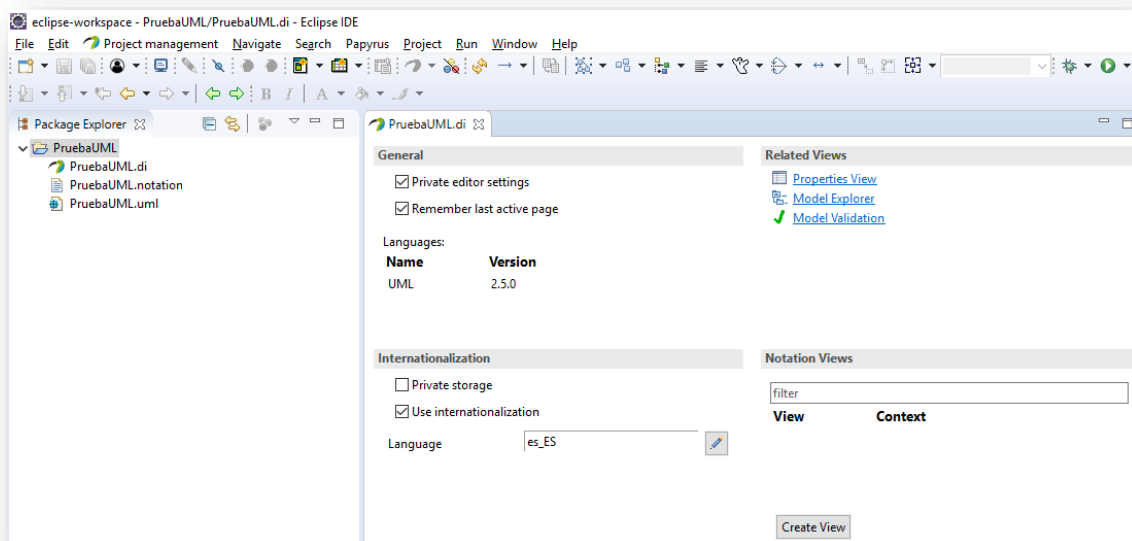 eclipse-workspace - PruebaUML/PruebaUML.di - Eclipse IDE
File Edit Project management Navigate Search Papyrus Project Run Window Help
B I A
Package Explorer
PruebaUML
PruebaUML.di
PruebaUML.notation
PruebaUML.uml
PruebaUML.di
General
Private editor settings
Remember last active page
Languages:
Name Version
UML 2.5.0
Related Views
Properties View
Model Explorer
Model Validation
Internationalization
Private storage
Use internationalization
Language es_ES
Notation Views
filter
View Context
Create View